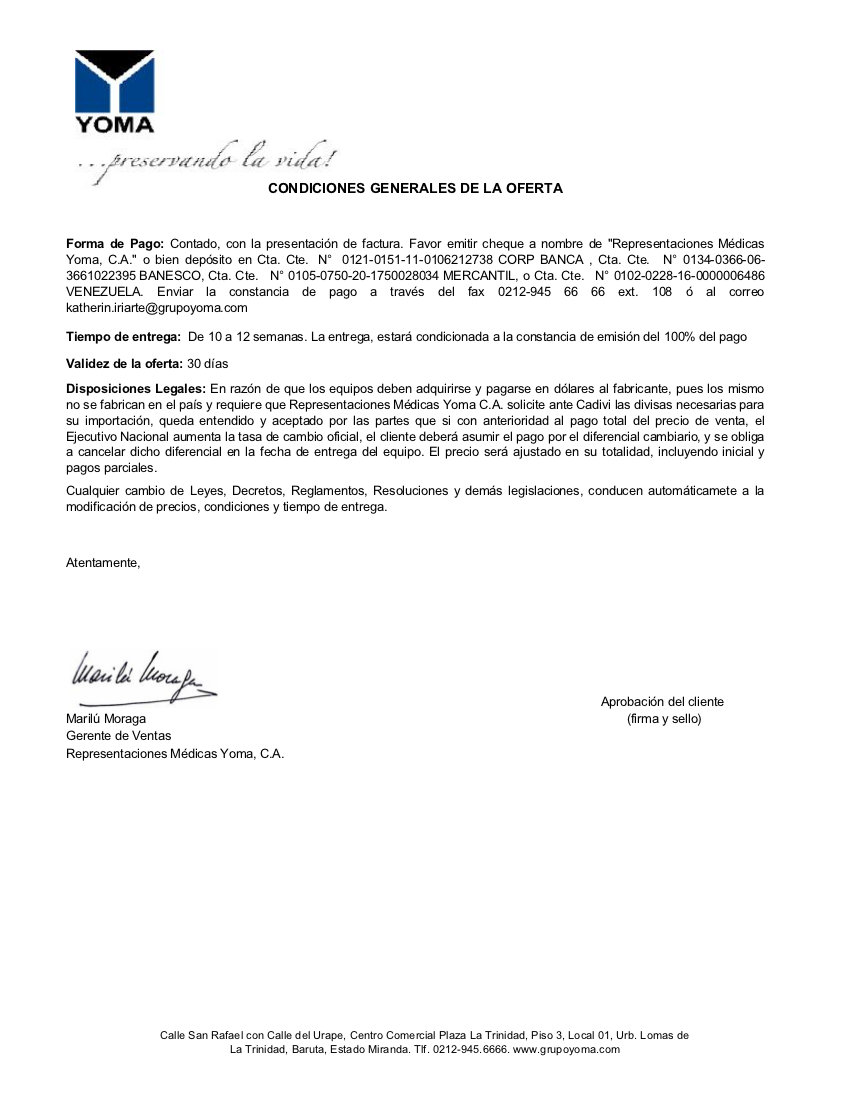 YOMA
...preservando la vida!
CONDICIONES GENERALES DE LA OFERTA
Forma de Pago: Contado, con la presentación de factura. Favor emitir cheque a nombre de "Representaciones Médicas
Yoma, C.A." o bien depósito en Cta. Cte. N° 0121-0151-11-0106212738 CORP BANCA , Cta. Cte. N° 0134-0366-06-
3661022395 BANESCO, Cta. Cte. N° 0105-0750-20-1750028034 MERCANTIL, o Cta. Cte. N° 0102-0228-16-0000006486
VENEZUELA. Enviar la constancia de pago a través del fax 0212-945 66 66 ext. 108 ó al correo
katherin.iriarte@grupoyoma.com
Tiempo de entrega: De 10 a 12 semanas. La entrega, estará condicionada a la constancia de emisión del 100% del pago
Validez de la oferta: 30 días
Disposiciones Legales: En razón de que los equipos deben adquirirse y pagarse en dólares al fabricante, pues los mismo
no se fabrican en el país y requiere que Representaciones Médicas Yoma C.A. solicite ante Cadivi las divisas necesarias para
su importación, queda entendido y aceptado por las partes que si con anterioridad al pago total del precio de venta, el
Ejecutivo Nacional aumenta la tasa de cambio oficial, el cliente deberá asumir el pago por el diferencial cambiario, y se obliga
a cancelar dicho diferencial en la fecha de entrega del equipo. El precio será ajustado en su totalidad, incluyendo inicial y
pagos parciales.
Cualquier cambio de Leyes, Decretos, Reglamentos, Resoluciones y demás legislaciones, conducen automáticamete a la
modificación de precios, condiciones y tiempo de entrega.
Atentamente,
Marilú Moraga
Aprobación del cliente
Marilú Moraga
(firma y sello)
Gerente de Ventas
Representaciones Médicas Yoma, C.A.
Calle San Rafael con Calle del Urape, Centro Comercial Plaza La Trinidad, Piso 3, Local 01, Urb. Lomas de
La Trinidad, Baruta, Estado Miranda. Tlf. 0212-945.6666. www.grupoyoma.com